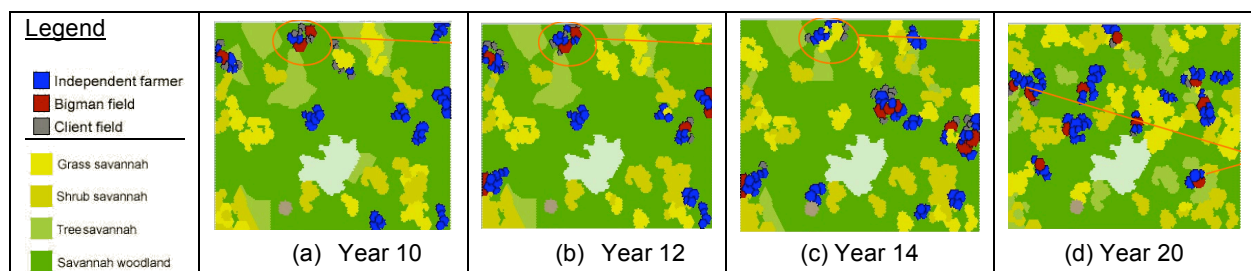 Legend
Independent farmer
Bigman field
Client field
Grass savannah
Shrub savannah
Tree savannah
Savannah woodland
(a) Year 10
(b) Year 12
(c) Year 14
(d) Year 20